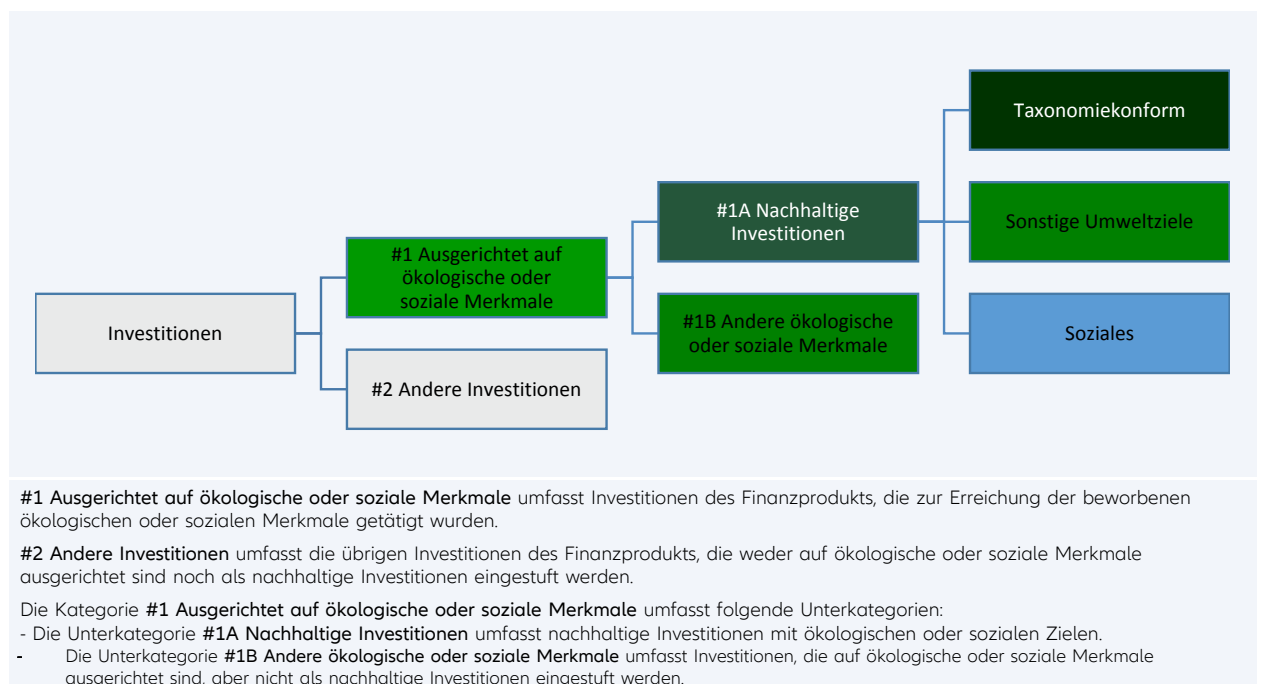 Taxonomiekonform
#1A Nachhaltige
Investitionen
Sonstige Umweltziele
#1 Ausgerichtet auf
ökologische oder
soziale Merkmale
Investitionen
#1B Andere ökologische
oder soziale Merkmale
Soziales
#2 Andere Investitionen
#1 Ausgerichtet auf ökologische oder soziale Merkmale umfasst Investitionen des Finanzprodukts, die zur Erreichung der beworbenen
ökologischen oder sozialen Merkmale getätigt wurden.
#2 Andere Investitionen umfasst die übrigen Investitionen des Finanzprodukts, die weder auf ökologische oder soziale Merkmale
ausgerichtet sind noch als nachhaltige Investitionen eingestuft werden.
Die Kategorie #1 Ausgerichtet auf ökologische oder soziale Merkmale umfasst folgende Unterkategorien:
- Die Unterkategorie #1A Nachhaltige Investitionen umfasst nachhaltige Investitionen mit ökologischen oder sozialen Zielen.
- Die Unterkategorie #1B Andere ökologische oder soziale Merkmale umfasst Investitionen, die auf ökologische oder soziale Merkmale
ausgerichtet sind, aber nicht als nachhaltige Investitionen eingestuft werden.